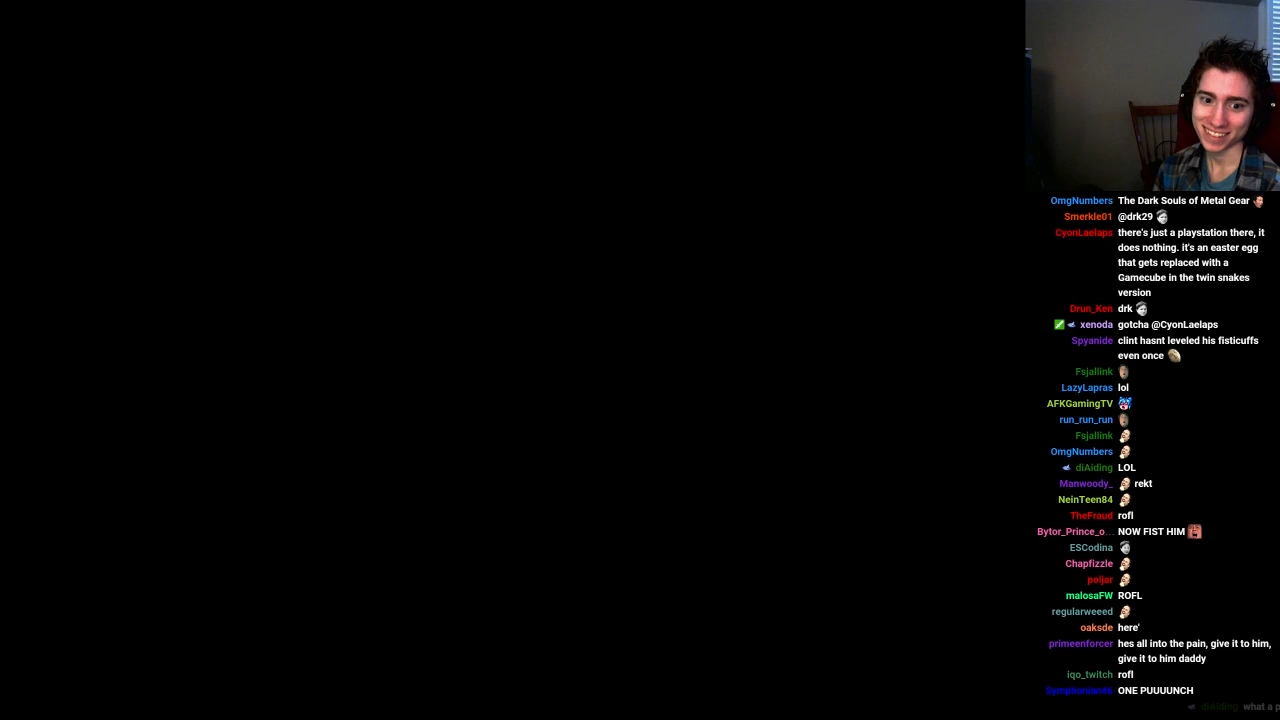 OmgNumbers The Dark Souls of Metal Gear
Smerkle01 @drk29
CyonLaelaps there's just a playstation there, it
does nothing. it's an easter egg
that gets replaced with a
Gamecube in the twin snakes
version
Drun_Ken drk
xenoda gotcha @CyonLaelaps
Spyanide clint hasnt leveled his fisticuffs
even once
Fsjallink
LazyLapras lol
AFKGamingTV
run_run_run
Fsjallink
OmgNumbers
diAiding LOL
Manwoody_ rekt
NeinTeen84
TheFraud rofl
Bytor_Prince_o... NOW FIST HIM
ESCodina
Chapfizzle
poljar
malosaFW ROFL
regularweeed
oaksde here'
primeenforcer hes all into the pain, give it to him,
give it to him daddy
iqo_twitch rofl
ONE PUUUUNCH
diAiding what a p